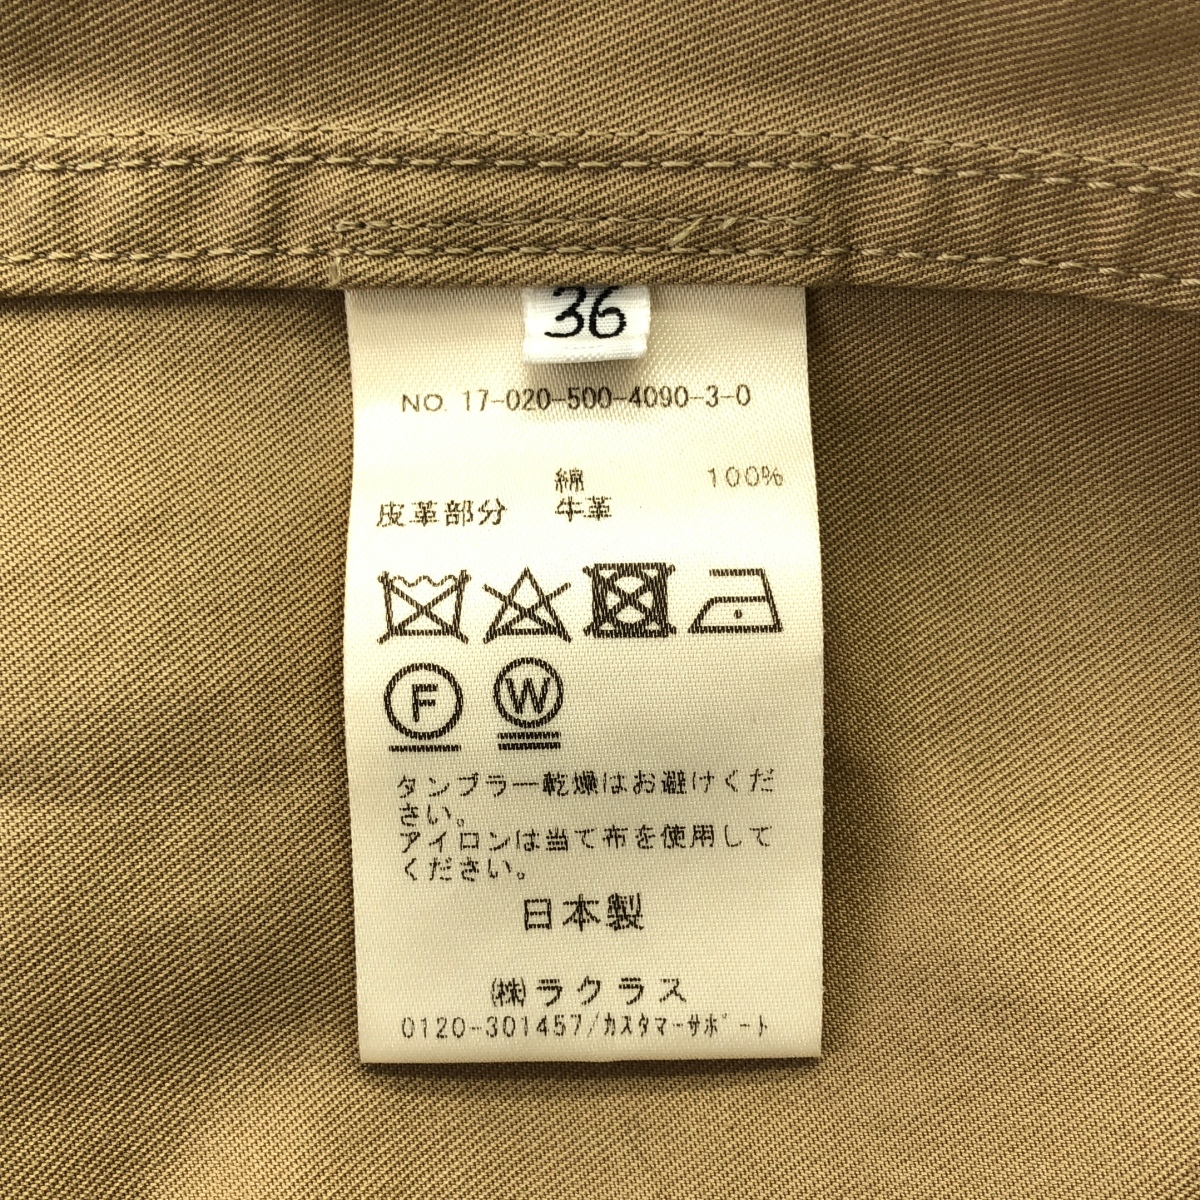 36
NO. 17-020-500-4090-3-0
綿 100%
皮革部分 牛革
F W
タンブラー乾燥はお避けくだ
さい。
アイロンは当て布を使用して
ください。
日本製
(株)ラクラス
0120-301457/ｶｽﾀﾏｰｻﾎﾟｰﾄ